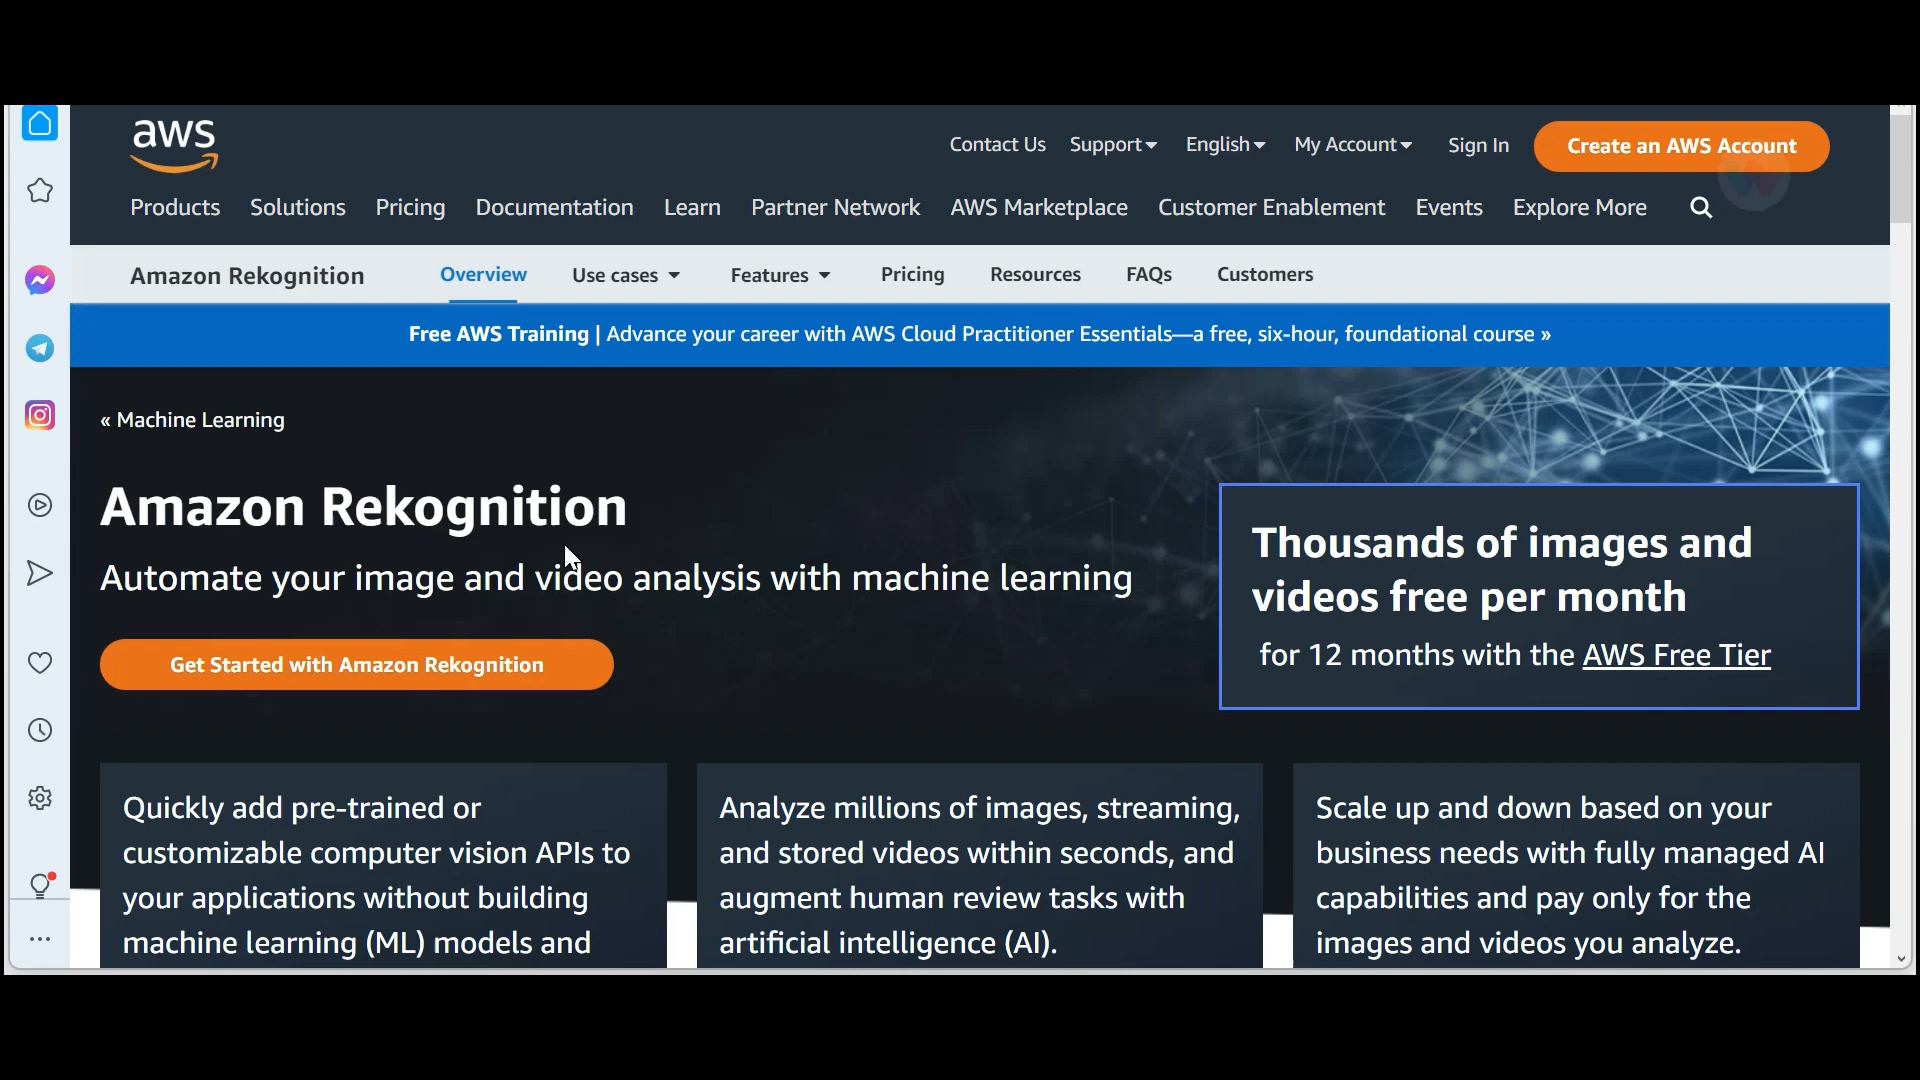 aws
Contact Us Support English My Account Sign In Create an AWS Account
Products Solutions Pricing Documentation Learn Partner Network AWS Marketplace Customer Enablement Events Explore More
Amazon Rekognition Overview Use cases Features Pricing Resources FAQs Customers
Free AWS Training | Advance your career with AWS Cloud Practitioner Essentials—a free, six-hour, foundational course »
« Machine Learning
Amazon Rekognition
Automate your image and video analysis with machine learning
Get Started with Amazon Rekognition
Thousands of images and
videos free per month
for 12 months with the AWS Free Tier
Quickly add pre-trained or
customizable computer vision APIs to
your applications without building
machine learning (ML) models and
Analyze millions of images, streaming,
and stored videos within seconds, and
augment human review tasks with
artificial intelligence (AI).
Scale up and down based on your
business needs with fully managed AI
capabilities and pay only for the
images and videos you analyze.